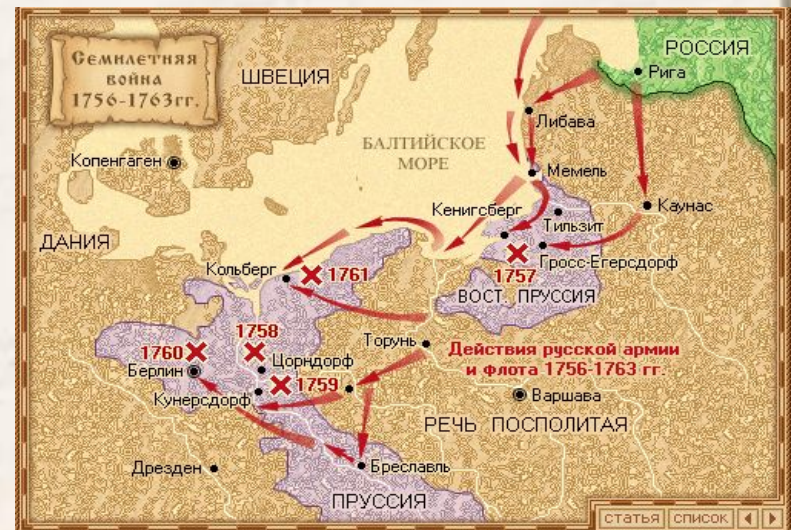 Семилетняя
война
1756-1763гг.
ШВЕЦИЯ
РОССИЯ
Рига
Либава
БАЛТИЙСКОЕ
МОРЕ
Копенгаген
Мемель
Кенигсберг
Тильзит
Каунас
ДАНИЯ
1757
Гросс-Егерсдорф
Кольберг
1761
ВОСТ. ПРУССИЯ
1758
Торунь
Действия русской армии
и флота 1756-1763 гг.
1760
Берлин
Цорндорф
1759
Кунерсдорф
Варшава
РЕЧЬ ПОСПОЛИТАЯ
Дрезден
Бреславль
ПРУССИЯ
статья список